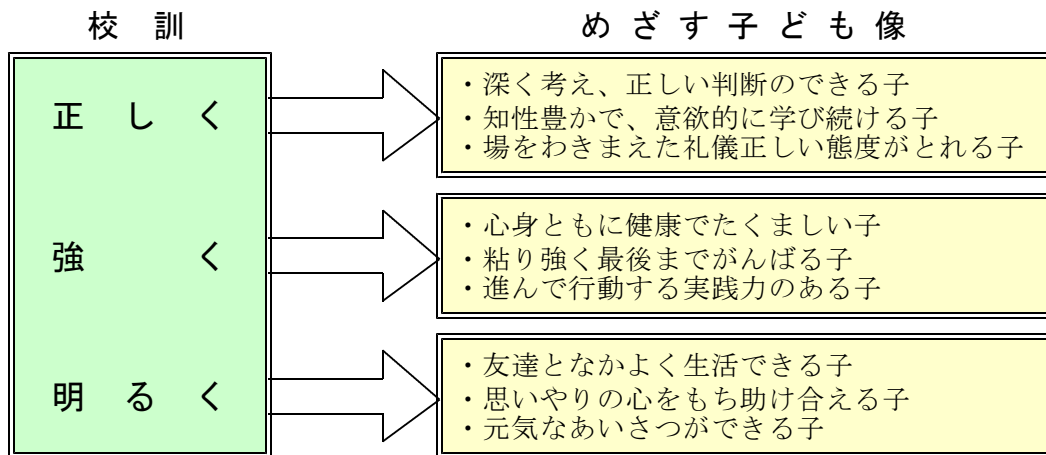 校訓
めざす子ども像
正しく
・深く考え、正しい判断のできる子
・知性豊かで、意欲的に学び続ける子
・場をわきまえた礼儀正しい態度がとれる子
強く
・心身ともに健康でたくましい子
・粘り強く最後までがんばる子
・進んで行動する実践力のある子
明るく
・友達となかよく生活できる子
・思いやりの心をもち助け合える子
・元気なあいさつができる子